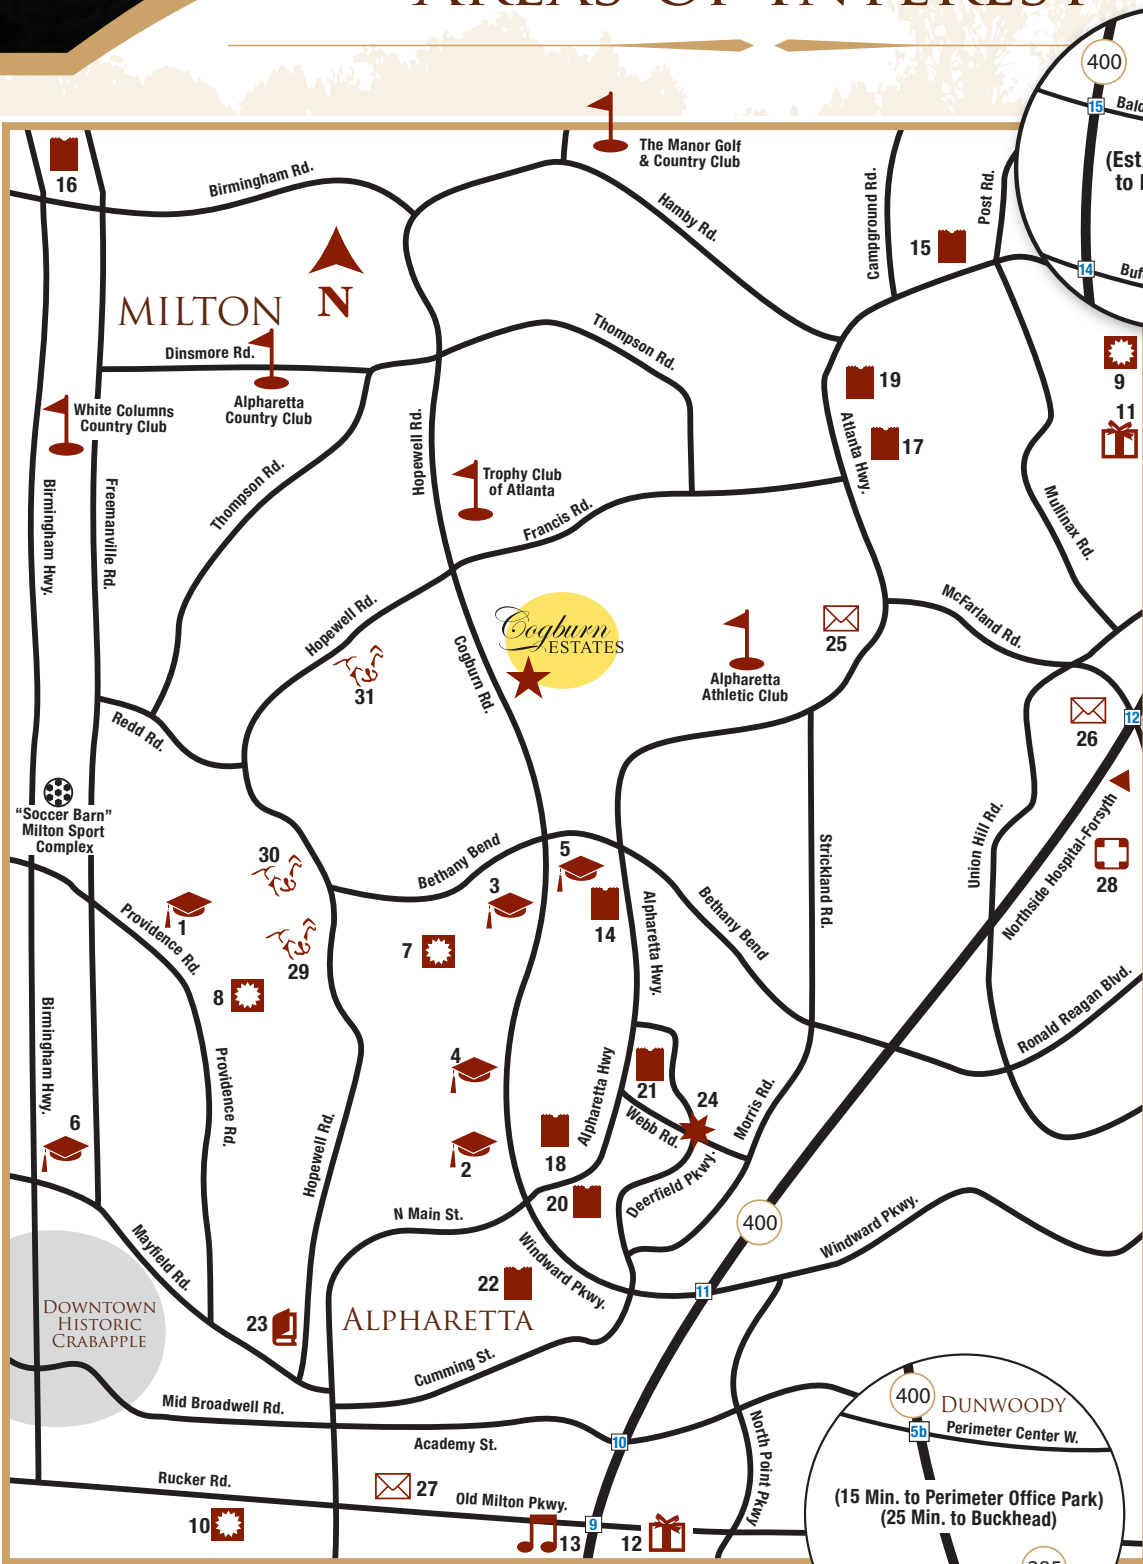 AREAS OF INTEREST
400
15
Bald
(Est.
to
14
Buf
The Manor Golf
& Country Club
16
Birmingham Rd.
Hamby Rd.
Campground Rd.
Post Rd.
15
N
MILTON
Dinsmore Rd.
Thompson Rd.
Alpharetta
Country Club
White Columns
Country Club
19
17
9
11
Hopewell Rd.
Atlanta Hwy.
Trophy Club
of Atlanta
Francis Rd.
Thompson Rd.
Birmingham Hwy.
Freemanville Rd.
Mullinax Rd.
McFarland Rd.
Hopewell Rd.
31
Cogburn Rd.
Cogburn
ESTATES
25
Alpharetta
Athletic Club
Redd Rd.
26
12
"Soccer Barn"
Milton Sport
Complex
Northside Hospital-Forsyth
Union Hill Rd.
28
Strickland Rd.
Bethany Bend
5
3
14
30
1
29
Providence Rd.
7
8
Alpharetta Hwy.
Bethany Bend
Ronald Reagan Blvd.
Birmingham Hwy.
Providence Rd.
4
21
24
Webb Rd.
Morris Rd.
Alpharetta Hwy
6
2
18
20
Deerfield Pkwy.
Hopewell Rd.
N Main St.
400
Windward Pkwy.
Windward Pkwy.
11
Mayfield Rd.
22
DOWNTOWN
HISTORIC
CRABAPPLE
23
ALPHARETTA
Cumming St.
Mid Broadwell Rd.
Academy St.
10
North Point Pkwy
400
DUNWOODY
5b
Perimeter Center W.
(15 Min. to Perimeter Office Park)
(25 Min. to Buckhead)
285
Rucker Rd.
27
Old Milton Pkwy.
10
13
9
12